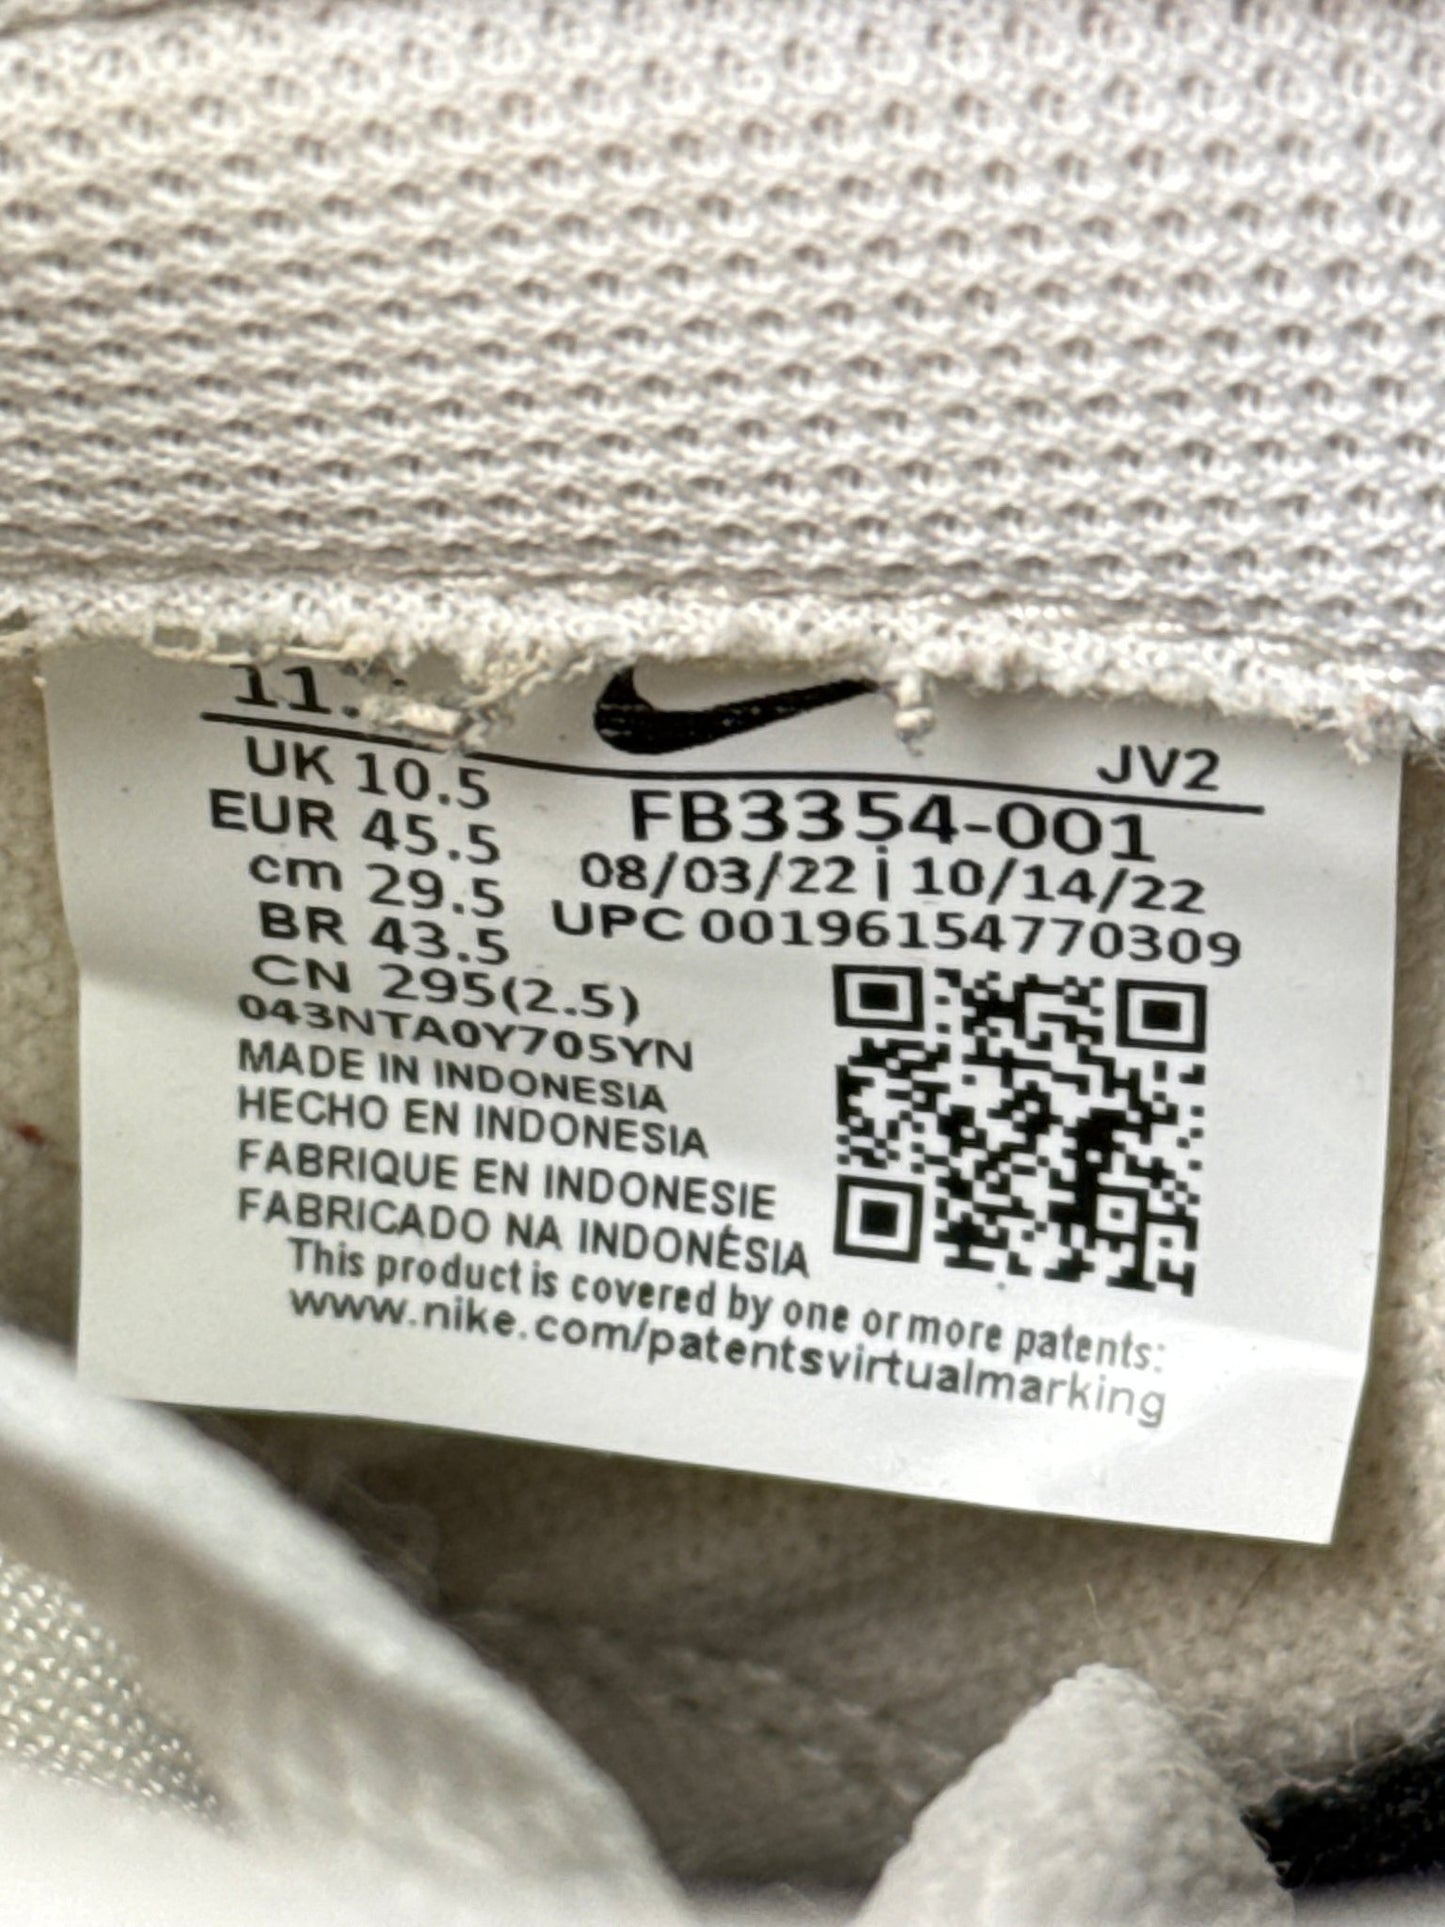 11.
JV2
UK 10.5
EUR 45.5
cm 29.5
BR 43.5
CN 295(2.5)
FB3354-001
08/03/22 | 10/14/22
UPC 00196154770309
043NTA0Y705YN
MADE IN INDONESIA
HECHO EN INDONESIA
FABRIQUE EN INDONESIE
FABRICADO NA INDONÉSIA
This product is covered by one or more patents:
www.nike.com/patentsvirtualmarking